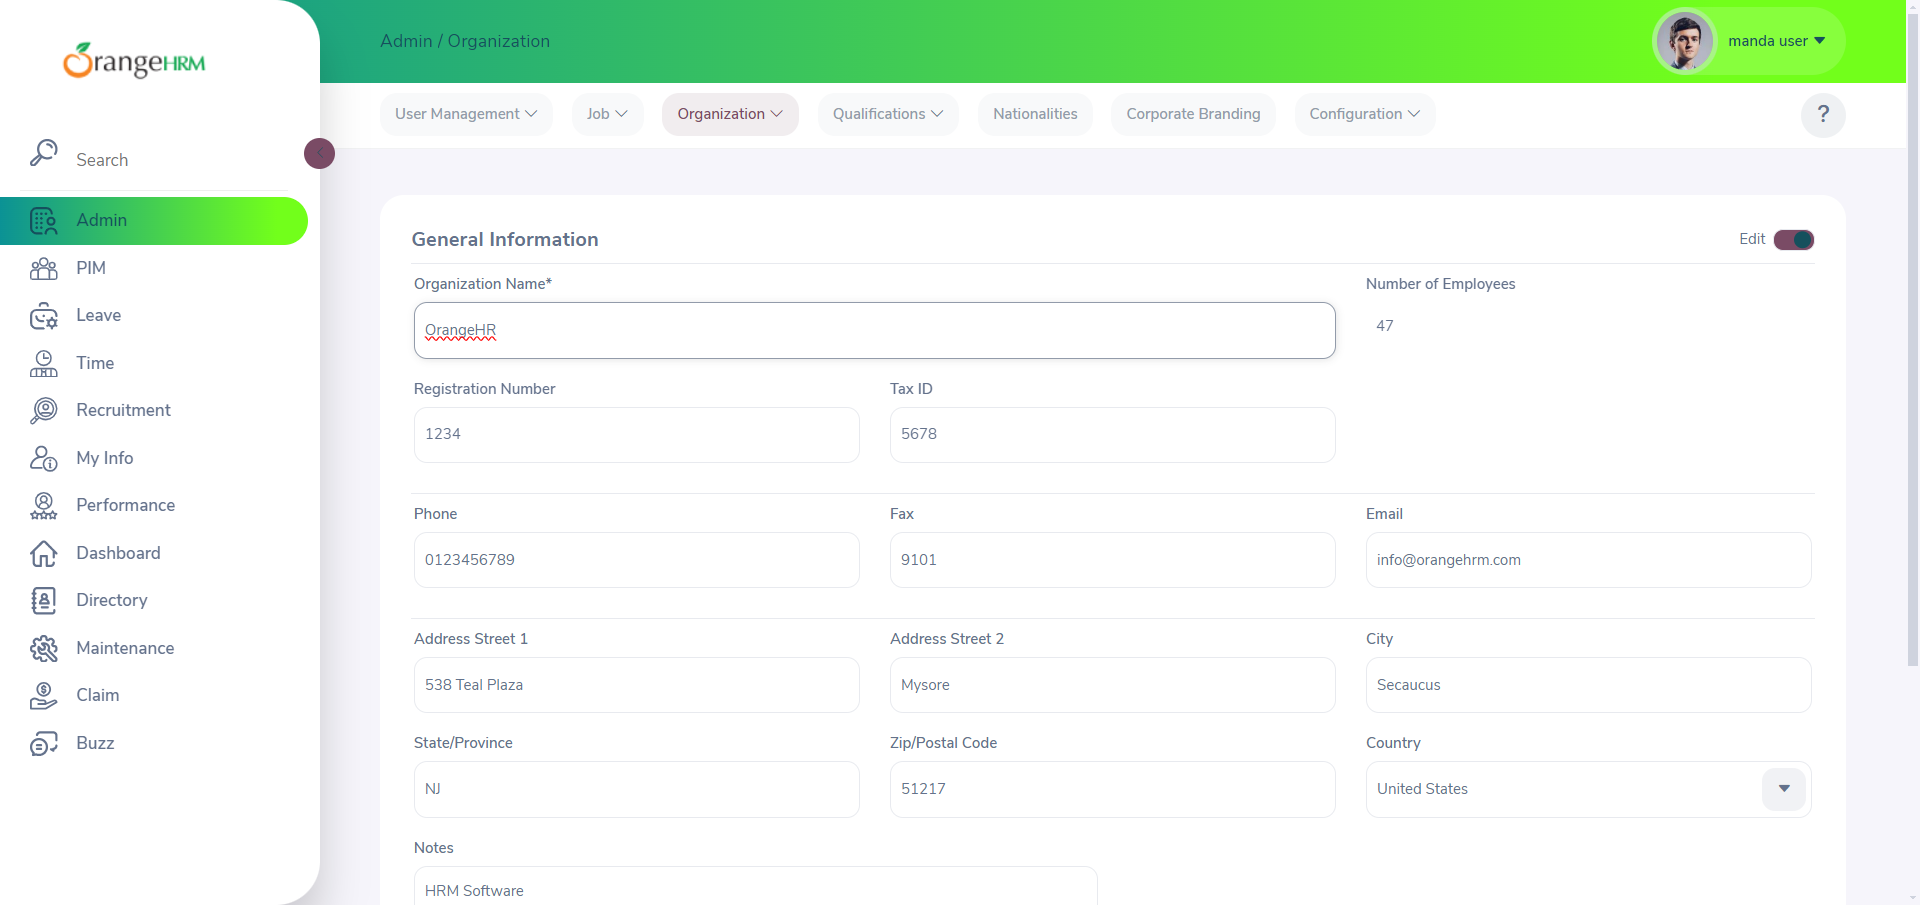 OrangeHRM
Admin / Organization
manda user
User Management
Job
Organization
Qualifications
Nationalities
Corporate Branding
Configuration
?
Search
Admin
PIM
Leave
Time
Recruitment
My Info
Performance
Dashboard
Directory
Maintenance
Claim
Buzz
General Information
Edit
Organization Name*
Number of Employees
OrangeHR
47
Registration Number
Tax ID
1234
5678
Phone
Fax
Email
0123456789
9101
info@orangehrm.com
Address Street 1
Address Street 2
City
538 Teal Plaza
Mysore
Secaucus
State/Province
Zip/Postal Code
Country
NJ
51217
United States
Notes
HRM Software